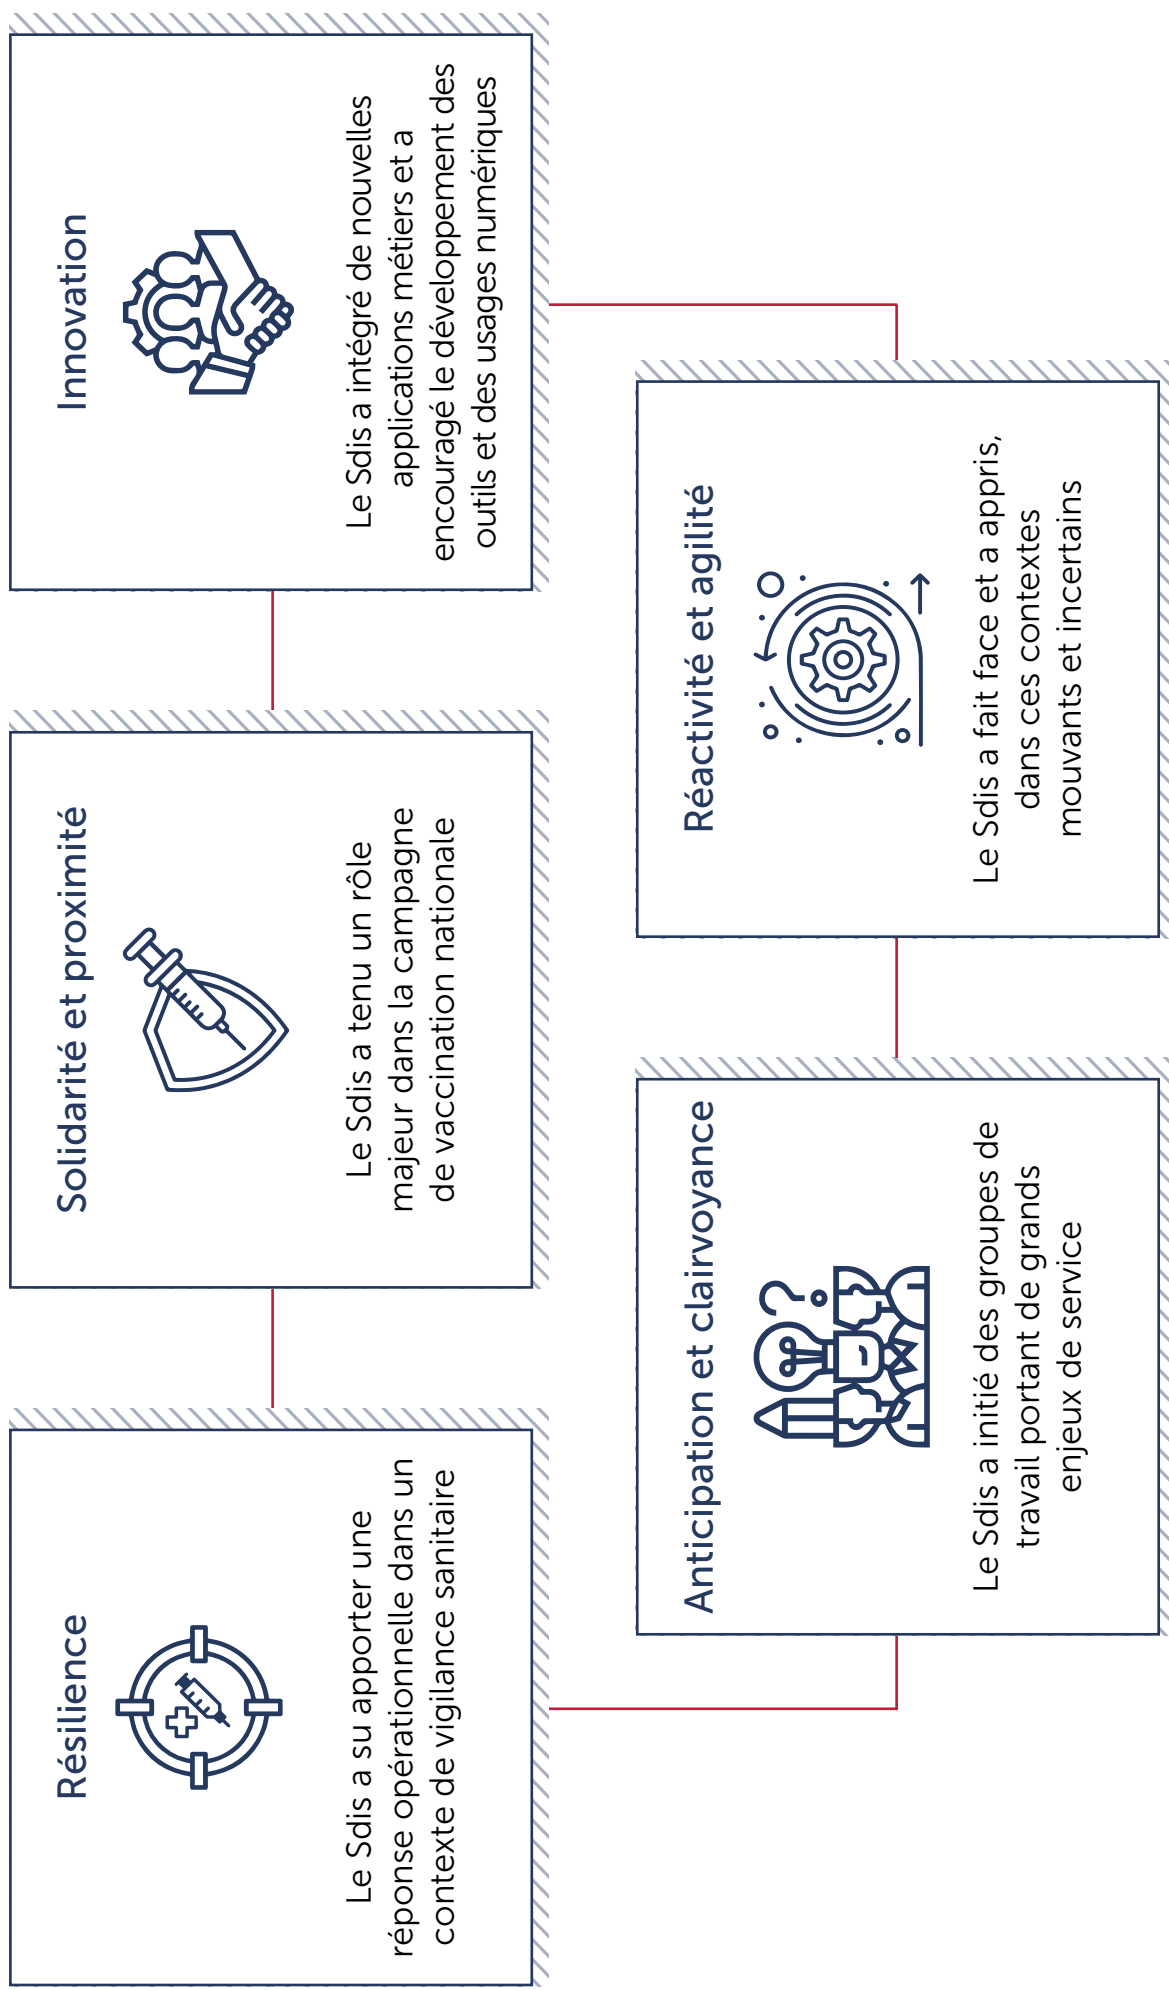 Résilience
Le Sdis a su apporter une
réponse opérationnelle dans un
contexte de vigilance sanitaire
Solidarité et proximité
Le Sdis a tenu un rôle
majeur dans la campagne
de vaccination nationale
Innovation
Le Sdis a intégré de nouvelles
applications métiers et a
encouragé le développement des
outils et des usages numériques
Anticipation et clairvoyance
Le Sdis a initié des groupes de
travail portant de grands
enjeux de service
Réactivité et agilité
Le Sdis a fait face et a appris,
dans ces contextes
mouvants et incertains